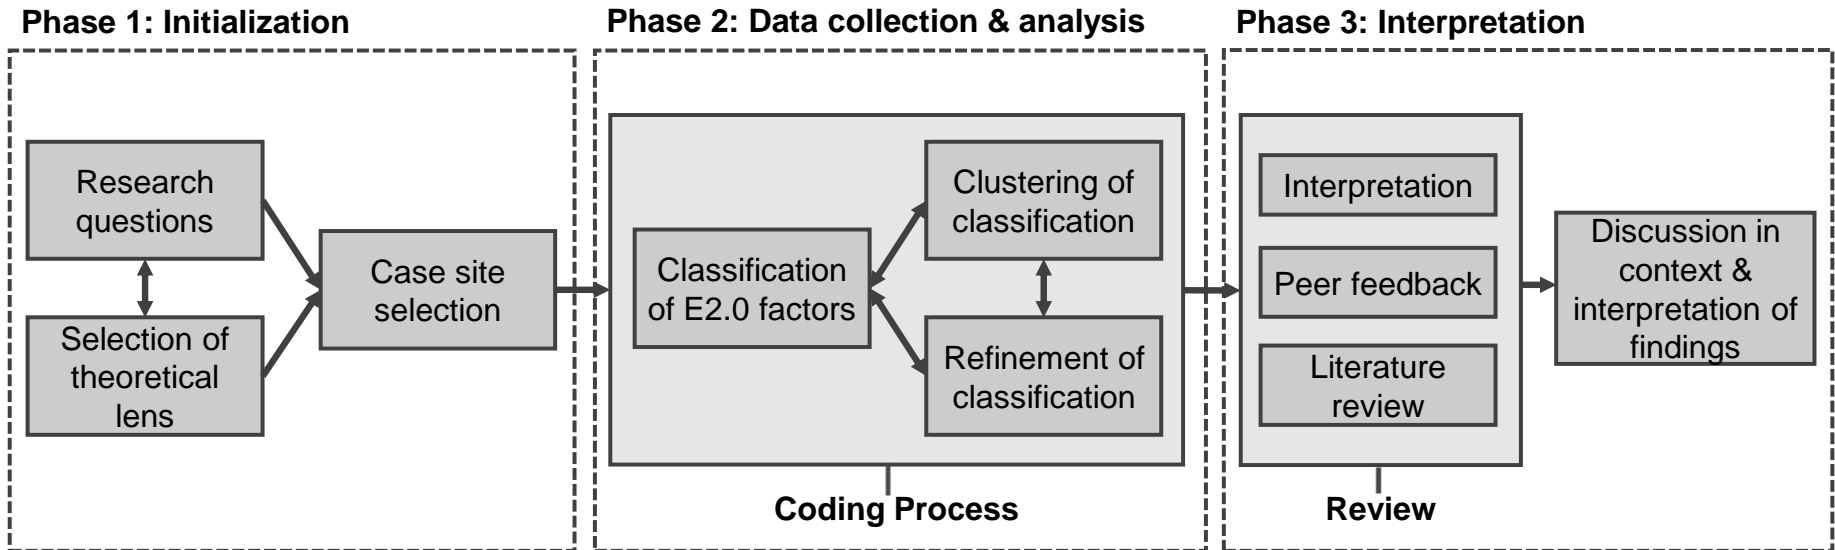 Phase 1: Initialization
Research
questions
Selection of
theoretical
lens
Case site
selection
Phase 2: Data collection & analysis
Classification
of E2.0 factors
Clustering of
classification
Refinement of
classification
Coding Process
Phase 3: Interpretation
Interpretation
Peer feedback
Literature
review
Review
Discussion in
context &
interpretation of
findings